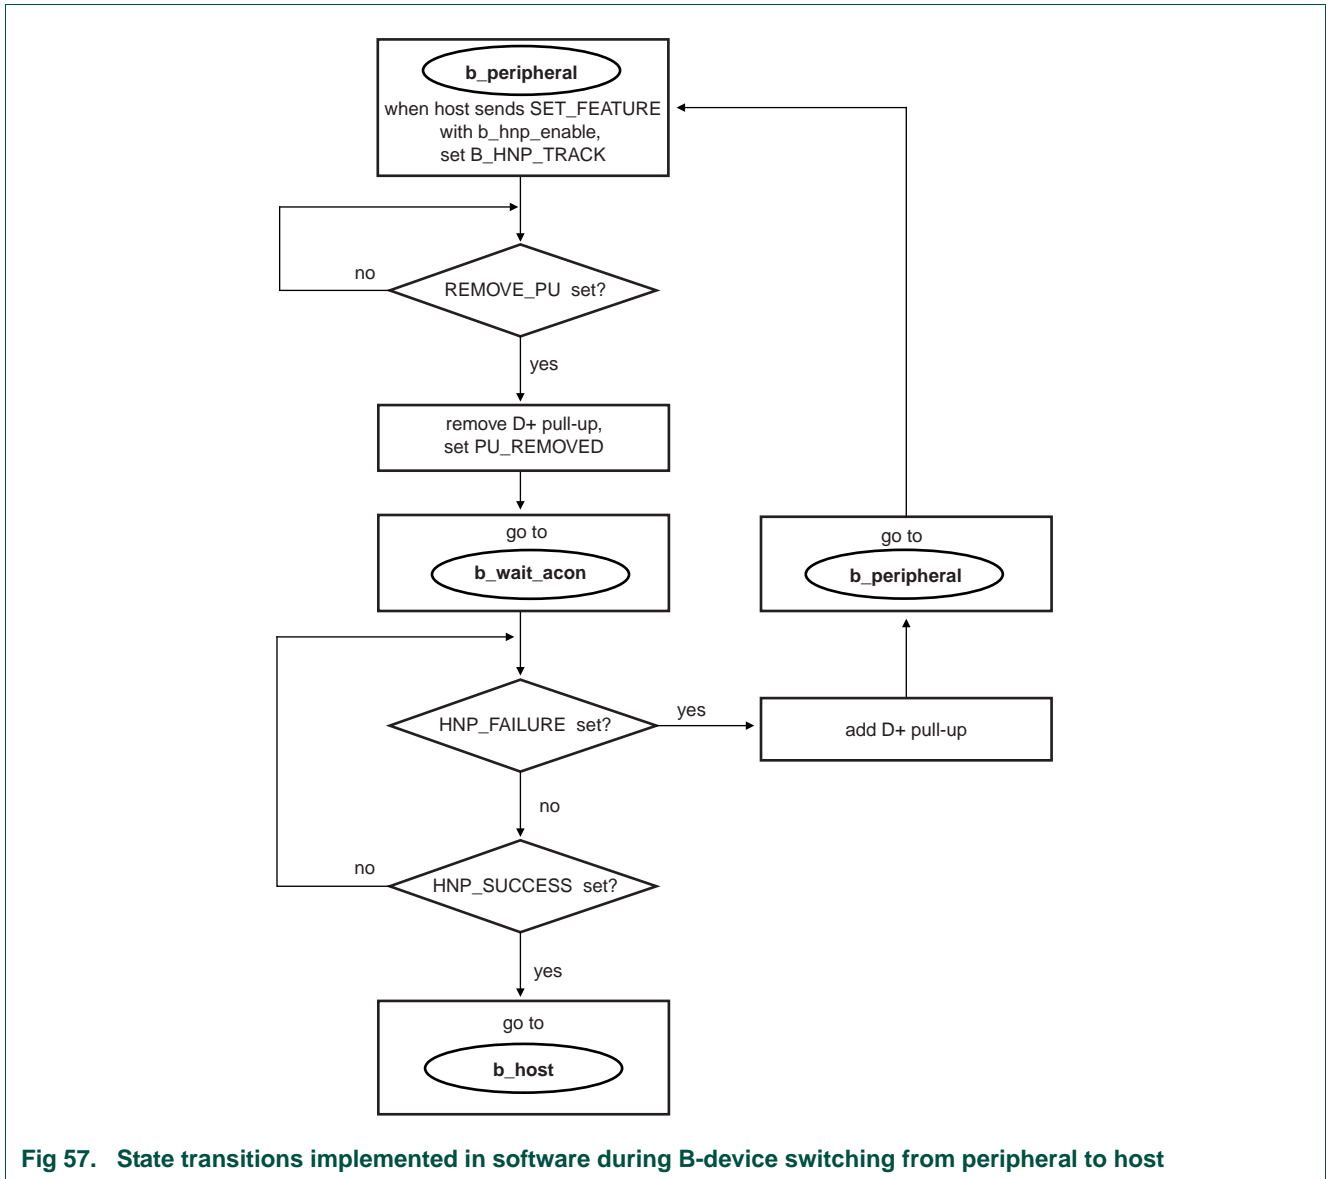 b_peripheral
when host sends SET_FEATURE
with b_hnp_enable,
set B_HNP_TRACK
no
REMOVE_PU set?
yes
remove D+ pull-up,
set PU_REMOVED
go to
b_wait_acon
go to
b_peripheral
HNP_FAILURE set?
yes
add D+ pull-up
no
no
HNP_SUCCESS set?
yes
go to
b_host
Fig 57. State transitions implemented in software during B-device switching from peripheral to host